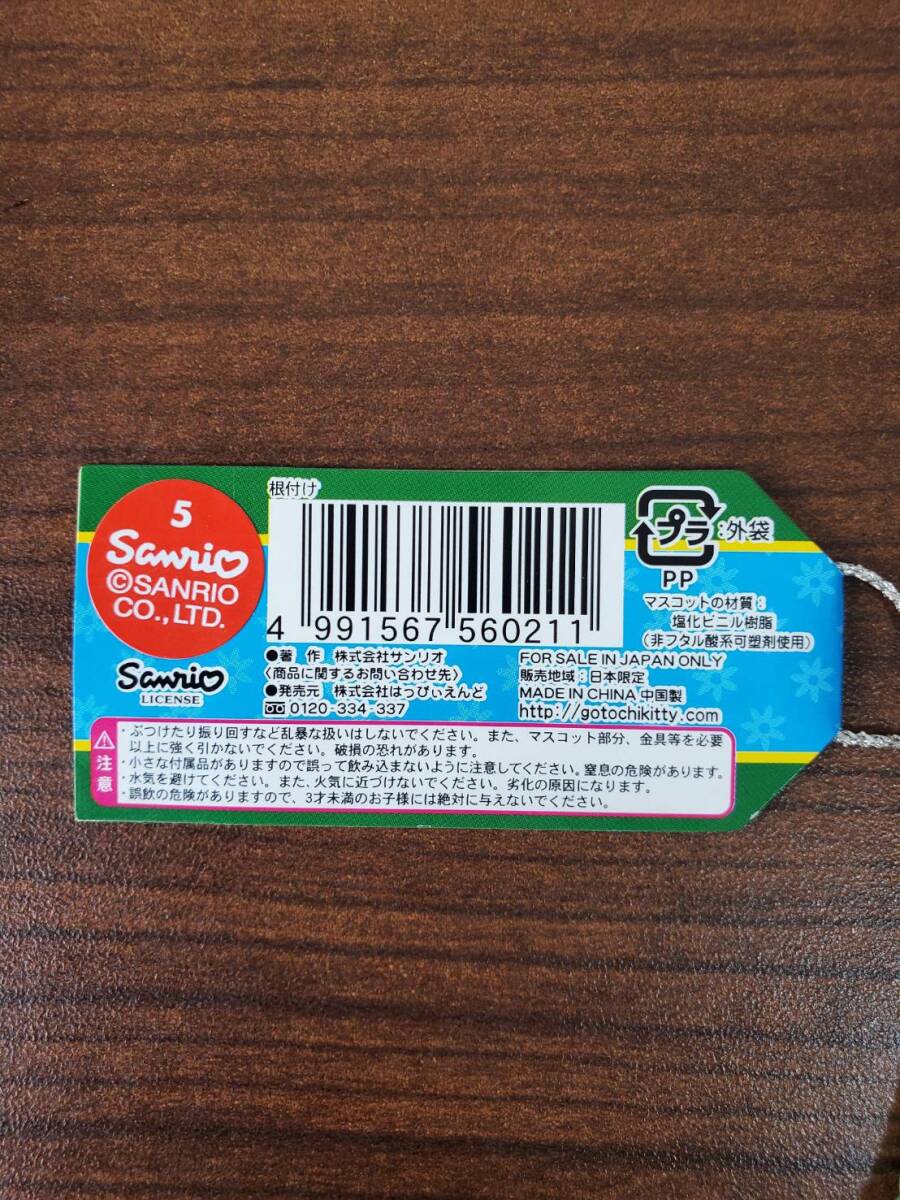 5
Sanrio
©SANRIO
CO.,LTD.
Sanrio
LICENSE
根付け
4 991567 560211
●著 作 株式会社サンリオ
〈商品に関するお問い合わせ先〉
●発売元 株式会社はっぴぃえんど
0120-334-337
プラ:外袋
PP
マスコットの材質:
塩化ビニル樹脂
(非フタル酸系可塑剤使用)
FOR SALE IN JAPAN ONLY
販売地域:日本限定
MADE IN CHINA 中国製
http://gotochikitty.com
注意
・ぶつけたり振り回すなど乱暴な扱いはしないでください。また、マスコット部分、金具等を必要
以上に強く引かないでください。破損の恐れがあります。
・小さな付属品がありますので誤って飲み込まないように注意してください。窒息の危険があります。
・水気を避けてください。また、火気に近づけないでください。劣化の原因になります。
・誤飲の危険がありますので、3才未満のお子様には絶対に与えないでください。